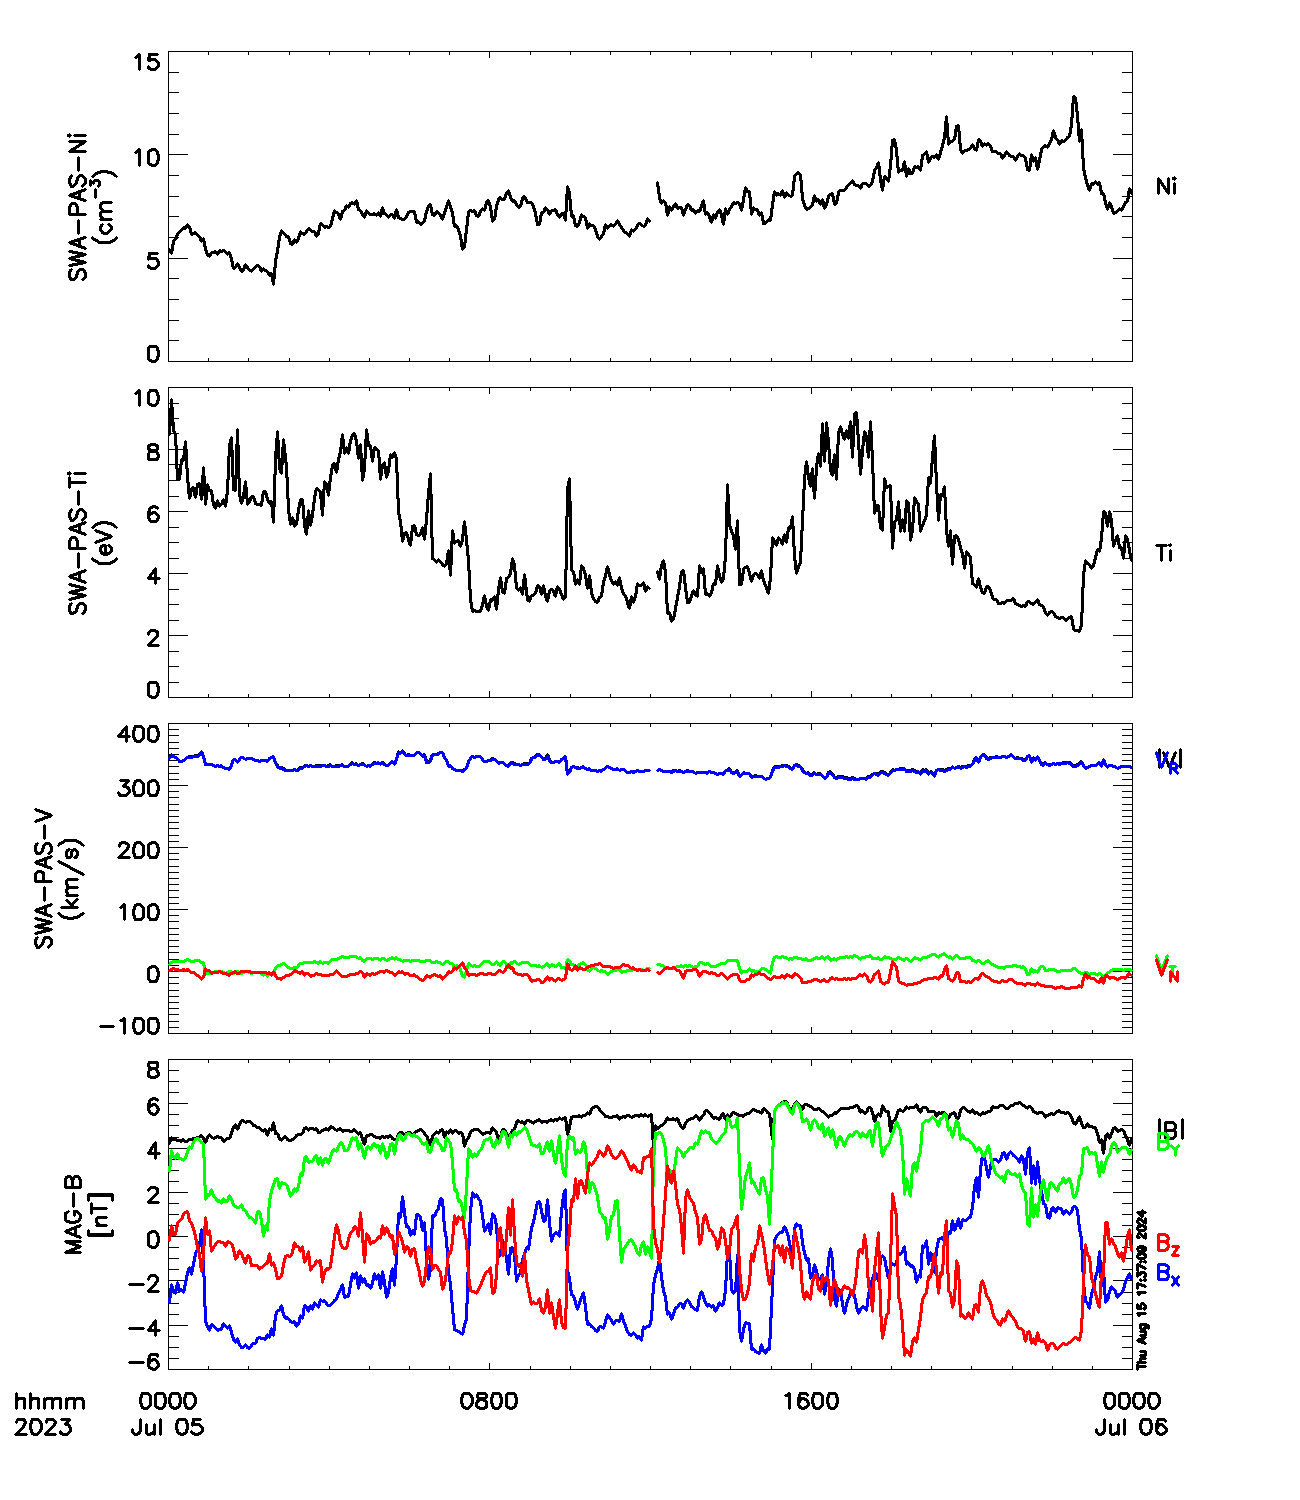 SWA-PAS-Ni
(cm-3)
15
10
5
0
Ni
SWA-PAS-Ti
(eV)
10
8
6
4
2
0
Ti
SWA-PAS-V
(km/s)
400
300
200
100
0
-100
|V|
VR
VT
VN
MAG-B
[nT]
8
6
4
2
0
-2
-4
-6
|B|
BY
BZ
BX
Thu Aug 15 17:37:09 2024
hhmm 0000 0800 1600 0000
2023 Jul 05 Jul 06